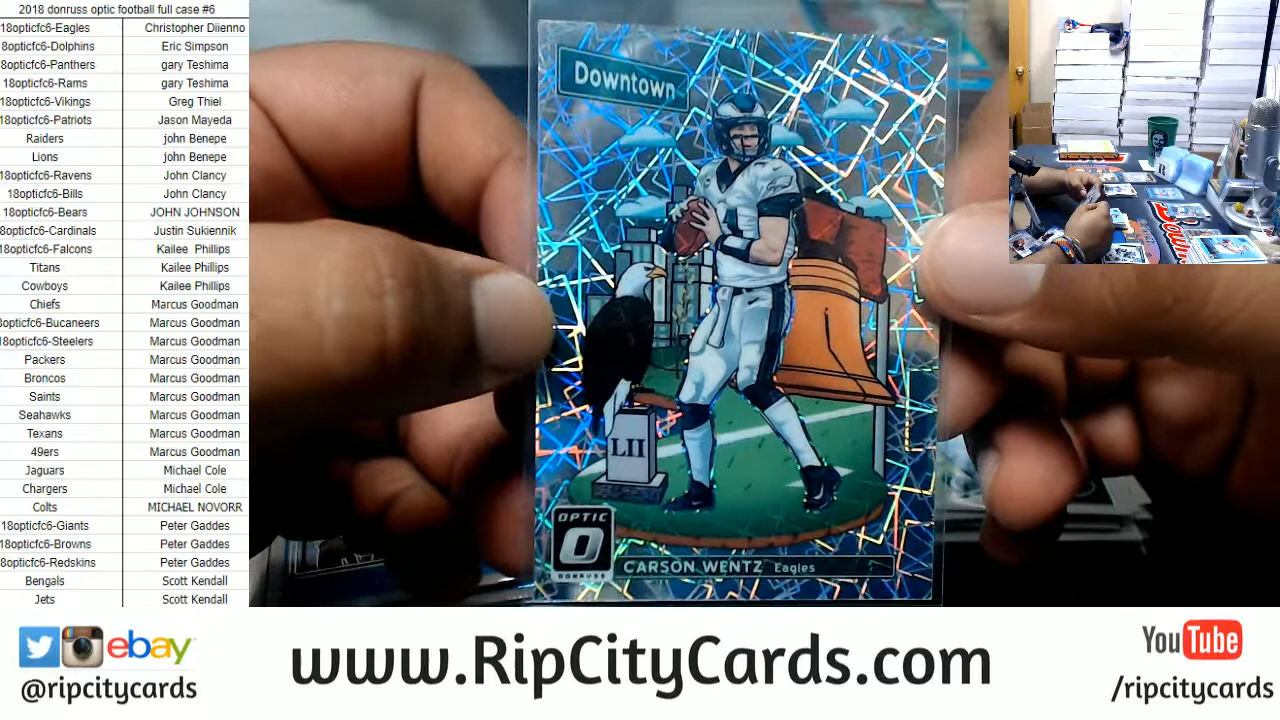 2018 donruss optic football full case #6
18opticfc6-Eagles Christopher Diienno
8opticfc6-Dolphins Eric Simpson
8opticfc6-Panthers gary Teshima
18opticfc6-Rams gary Teshima
18opticfc6-Vikings Greg Thiel
8opticfc6-Patriots Jason Mayeda
Raiders john Benepe
Lions john Benepe
18opticfc6-Ravens John Clancy
18opticfc6-Bills John Clancy
18opticfc6-Bears JOHN JOHNSON
8opticfc6-Cardinals Justin Sukiennik
18opticfc6-Falcons Kailee Phillips
Titans Kailee Phillips
Cowboys Kailee Phillips
Chiefs Marcus Goodman
8opticfc6-Bucaneers Marcus Goodman
18opticfc6-Steelers Marcus Goodman
Packers Marcus Goodman
Broncos Marcus Goodman
Saints Marcus Goodman
Seahawks Marcus Goodman
Texans Marcus Goodman
49ers Marcus Goodman
Jaguars Michael Cole
Chargers Michael Cole
Colts MICHAEL NOVORR
18opticfc6-Giants Peter Gaddes
18opticfc6-Browns Peter Gaddes
8opticfc6-Redskins Peter Gaddes
Bengals Scott Kendall
Jets Scott Kendall
Downtown
LII
OPTIC
DONRUSS
CARSON WENTZ Eagles
ebay
@ripcitycards
www.RipCityCards.com
YouTube
/ripcitycards